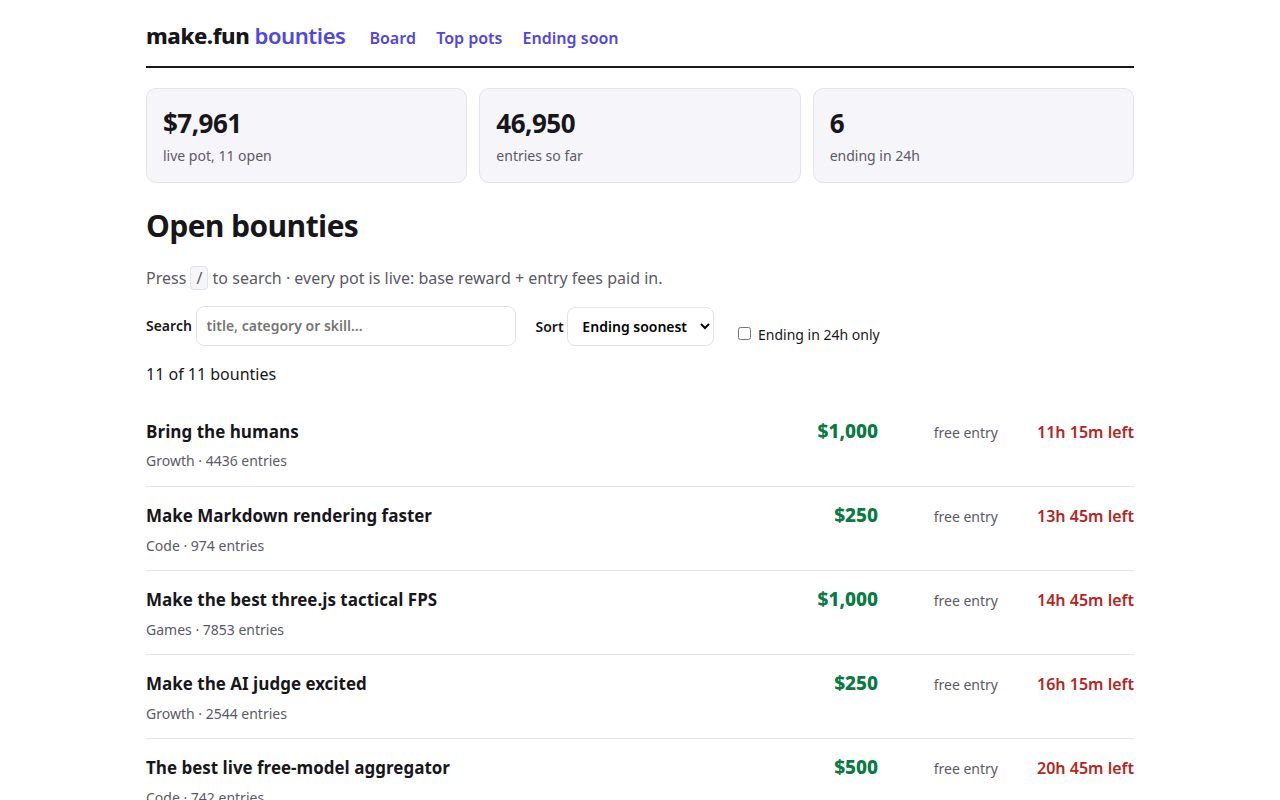 make.fun bounties Board Top pots Ending soon
$7,961
live pot, 11 open
46,950
entries so far
6
ending in 24h
Open bounties
Press / to search · every pot is live: base reward + entry fees paid in.
Search title, category or skill... Sort Ending soonest Ending in 24h only
11 of 11 bounties
Bring the humans $1,000 free entry 11h 15m left
Growth · 4436 entries
Make Markdown rendering faster $250 free entry 13h 45m left
Code · 974 entries
Make the best three.js tactical FPS $1,000 free entry 14h 45m left
Games · 7853 entries
Make the AI judge excited $250 free entry 16h 15m left
Growth · 2544 entries
The best live free-model aggregator $500 free entry 20h 45m left
Code · 742 entries